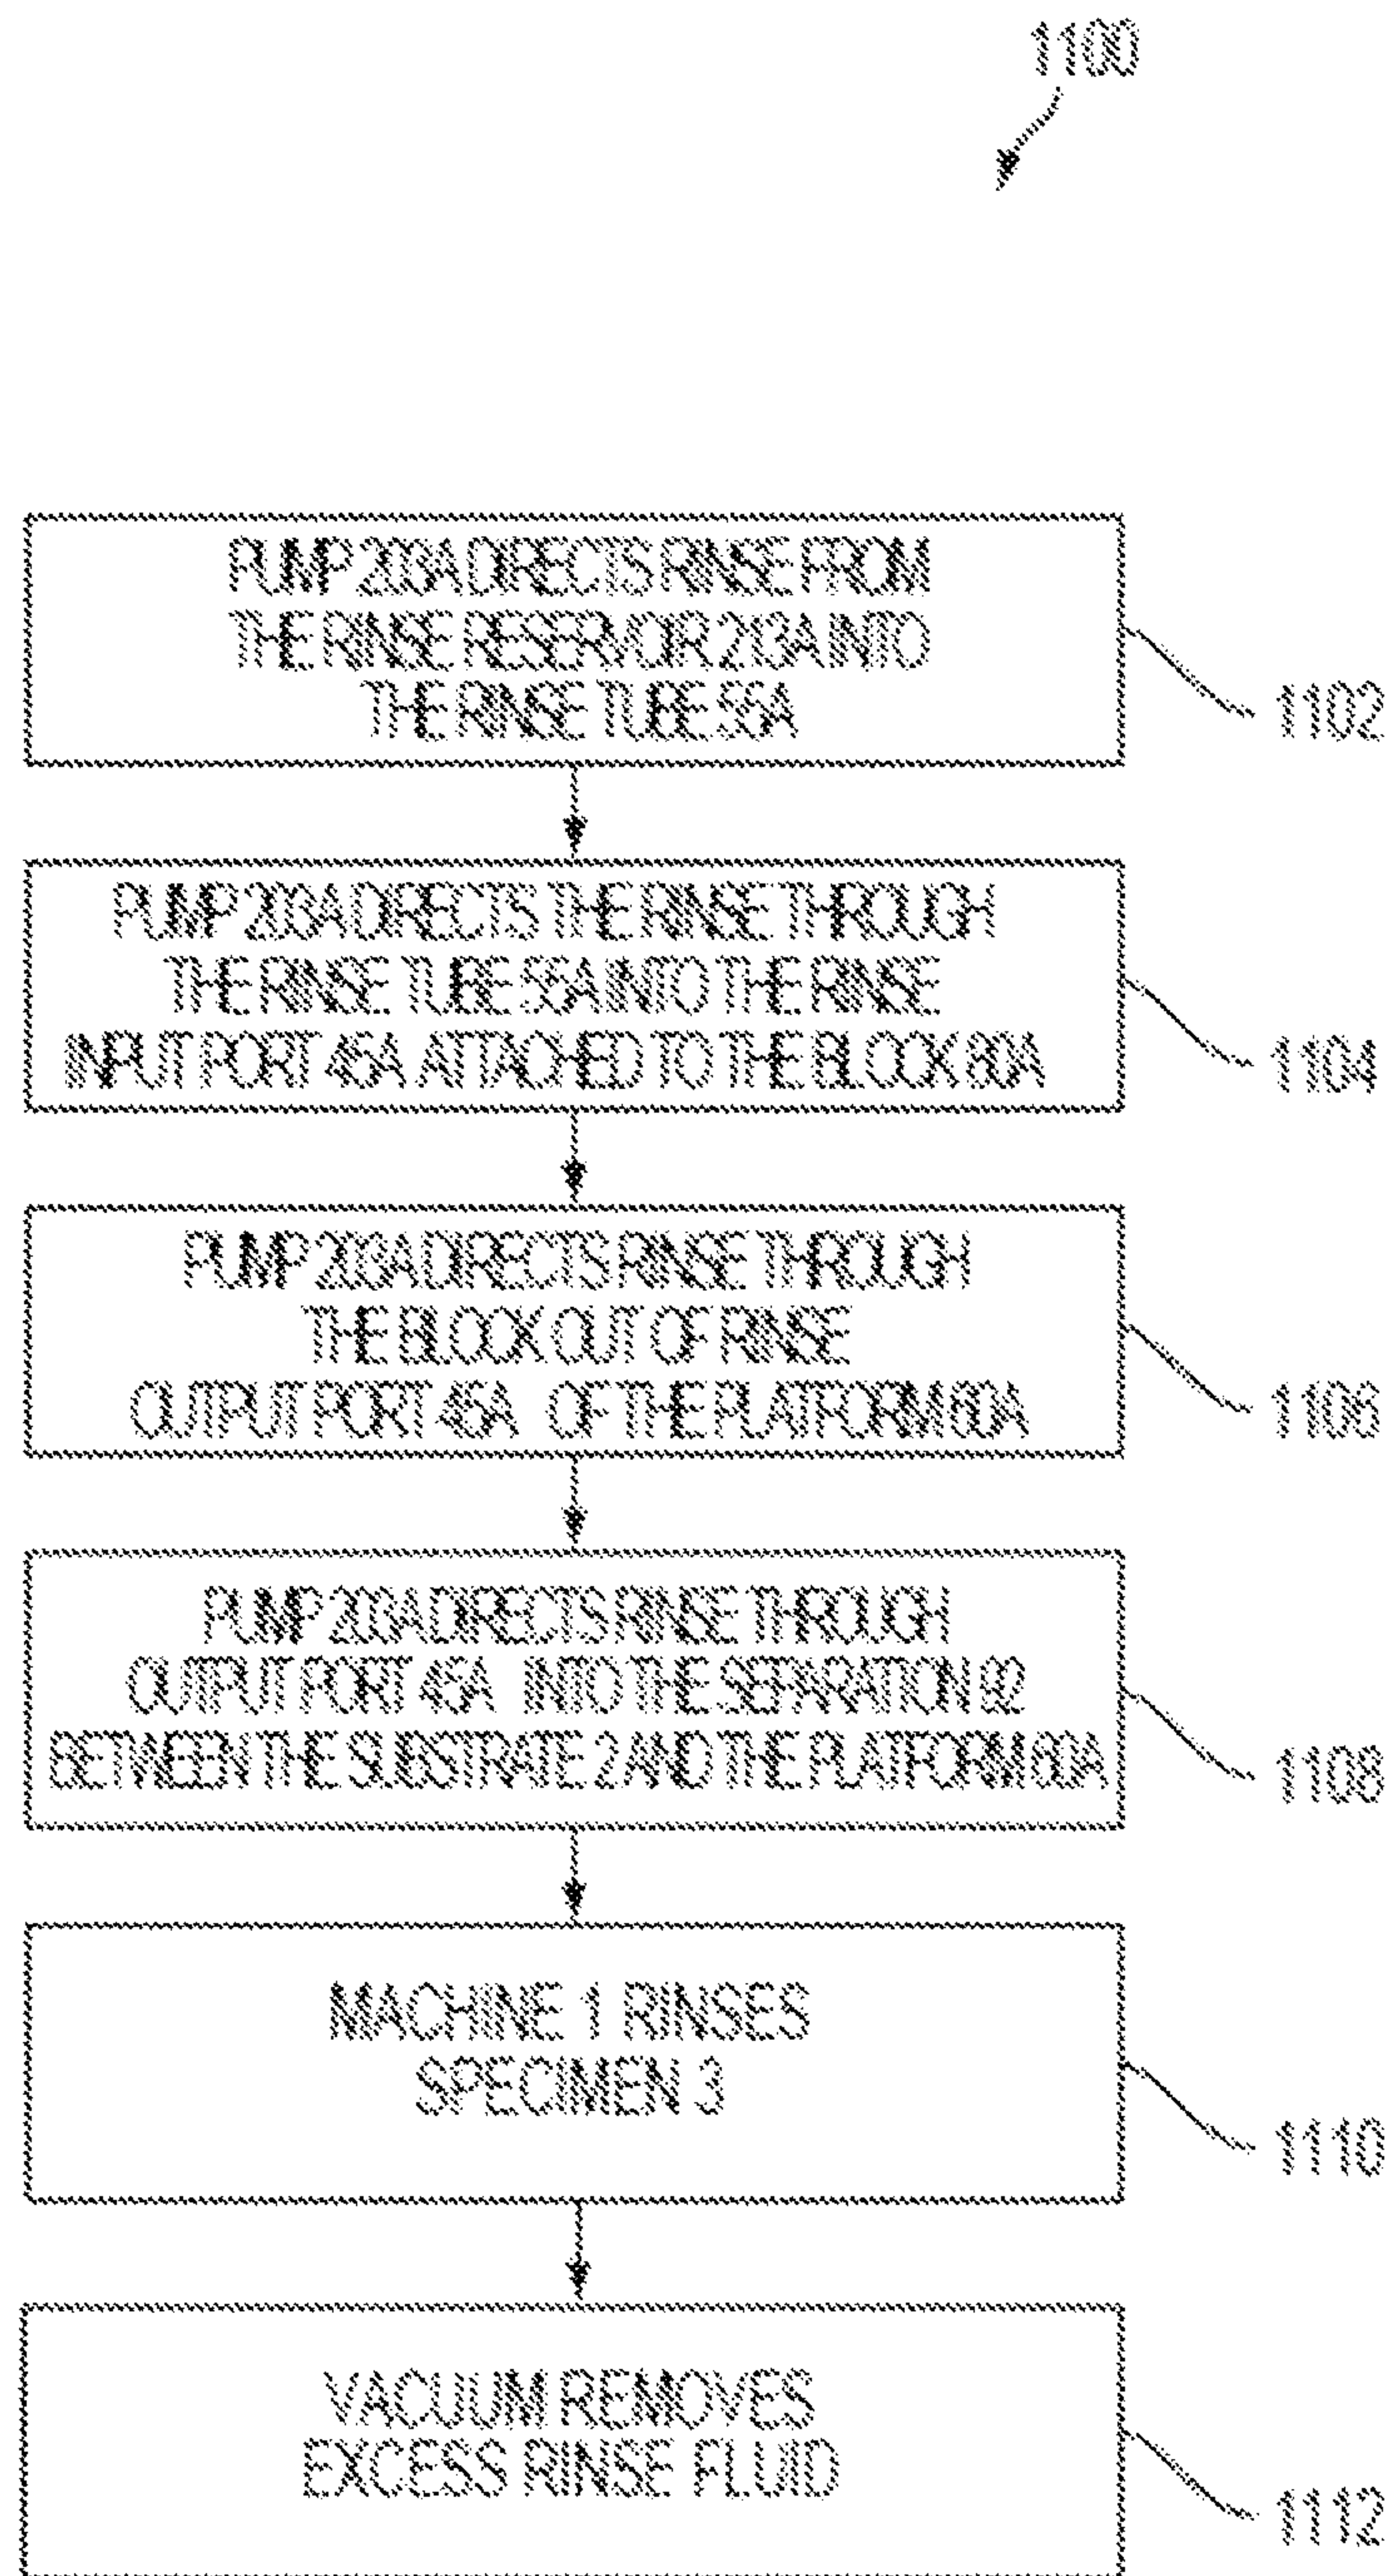 1100
PUMP 203A DIRECTS RINSE FROM
THE RINSE RESERVOIR 213A INTO
THE RINSE TUBE 55A
1102
PUMP 203A DIRECTS THE RINSE THROUGH
THE RINSE TUBE 55A INTO THE RINSE
INPUT PORT 45A ATTACHED TO THE BLOCK 80A
1104
PUMP 203A DIRECTS RINSE THROUGH
THE BLOCK OUT OF RINSE
OUTPUT PORT 45A OF THE PLATFORM 60A
1106
PUMP 203A DIRECTS RINSE THROUGH
OUTPUT PORT 45A INTO THE SEPARATION 92
BETWEEN THE SUBSTRATE 2 AND THE PLATFORM 60A
1108
MACHINE 1 RINSES
SPECIMEN 3
1110
VACUUM REMOVES
EXCESS RINSE FLUID
1112